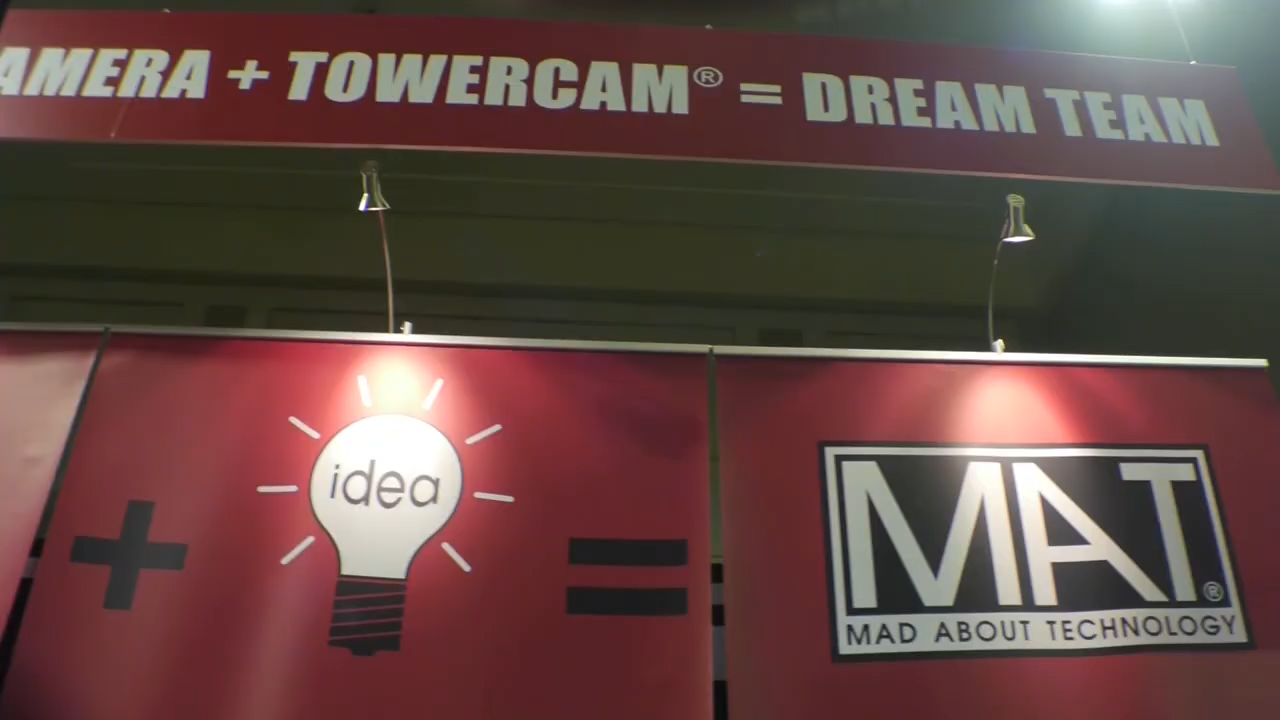 AMERA + TOWERCAM® = DREAM TEAM
+ idea =
MAT®
MAD ABOUT TECHNOLOGY